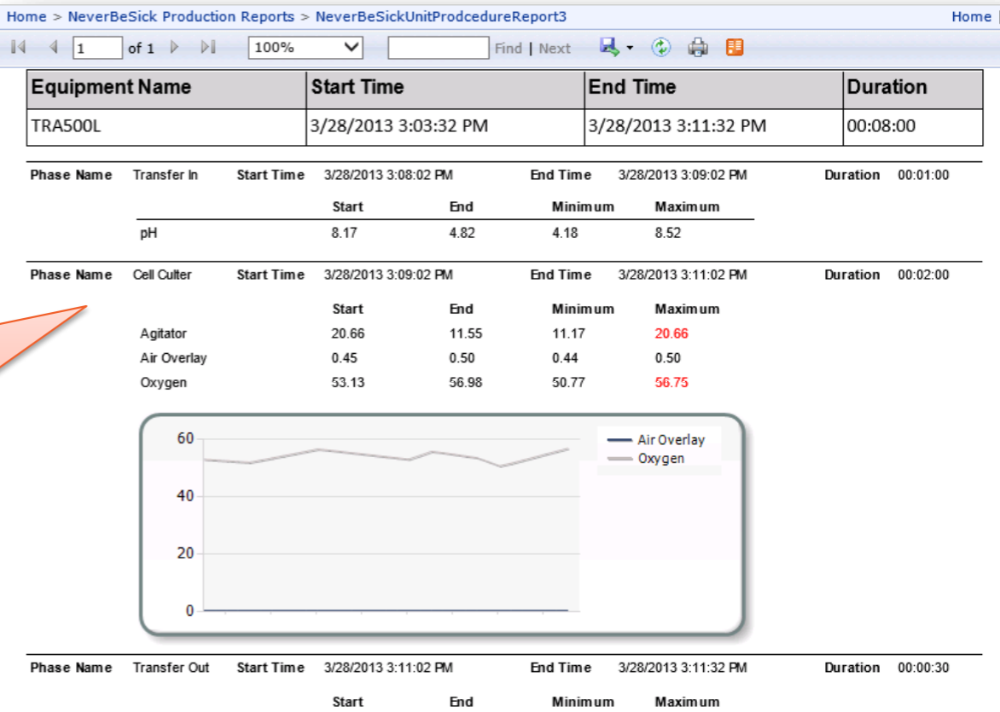 Home > NeverBeSick Production Reports > NeverBeSickUnitProdcedureReport3 Home |
1 of 1 100% Find | Next
Equipment Name Start Time End Time Duration
TRA500L 3/28/2013 3:03:32 PM 3/28/2013 3:11:32 PM 00:08:00
Phase Name Transfer In Start Time 3/28/2013 3:08:02 PM End Time 3/28/2013 3:09:02 PM Duration 00:01:00
Start End Minimum Maximum
pH 8.17 4.82 4.18 8.52
Phase Name Cell Culter Start Time 3/28/2013 3:09:02 PM End Time 3/28/2013 3:11:02 PM Duration 00:02:00
Start End Minimum Maximum
Agitator 20.66 11.55 11.17 20.66
Air Overlay 0.45 0.50 0.44 0.50
Oxygen 53.13 56.98 50.77 56.75
60
Air Overlay
Oxygen
40
20
0
Phase Name Transfer Out Start Time 3/28/2013 3:11:02 PM End Time 3/28/2013 3:11:32 PM Duration 00:00:30
Start End Minimum Maximum